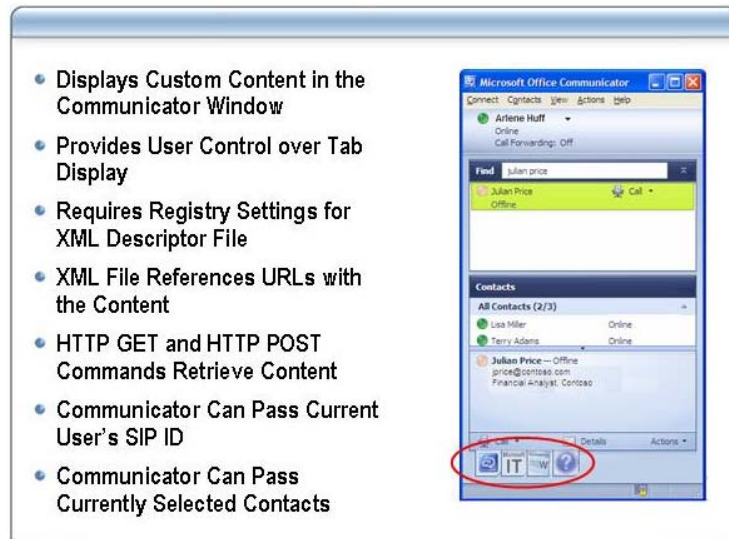 Displays Custom Content in the
Communicator Window
Provides User Control over Tab
Display
Requires Registry Settings for
XML Descriptor File
XML File References URLs with
the Content
HTTP GET and HTTP POST
Commands Retrieve Content
Communicator Can Pass Current
User's SIP ID
Communicator Can Pass
Currently Selected Contacts
Microsoft Office Communicator
Connect Contacts View Actions Help
Arlene Huff
Online
Call Forwarding: Off
Find julian price
Julian Price Call
Offline
Contacts
All Contacts (2/3)
Lisa Miller Online
Terry Adams Online
Julian Price — Offline
jprice@contoso.com
Financial Analyst, Contoso
Call Details Actions
Microsoft
IT W ?